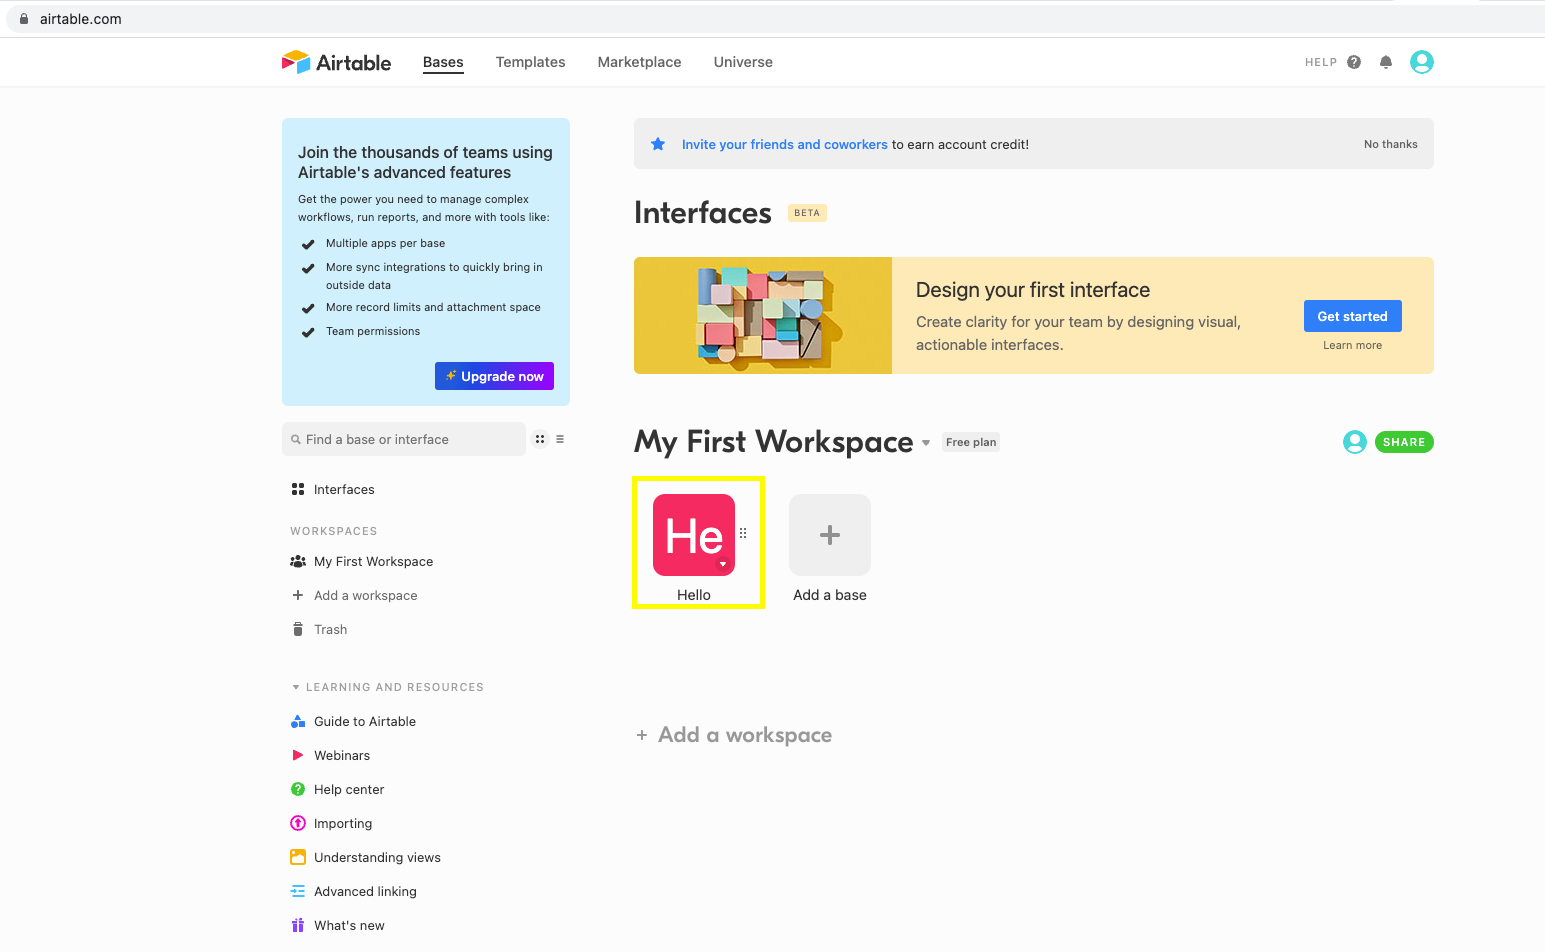 airtable.com
Airtable
Bases
Templates
Marketplace
Universe
HELP
Join the thousands of teams using
Airtable's advanced features
Get the power you need to manage complex
workflows, run reports, and more with tools like:
Multiple apps per base
More sync integrations to quickly bring in
outside data
More record limits and attachment space
Team permissions
Upgrade now
Find a base or interface
Interfaces
WORKSPACES
My First Workspace
Add a workspace
Trash
LEARNING AND RESOURCES
Guide to Airtable
Webinars
Help center
Importing
Understanding views
Advanced linking
What's new
Invite your friends and coworkers to earn account credit!
No thanks
Interfaces
BETA
Design your first interface
Create clarity for your team by designing visual,
actionable interfaces.
Get started
Learn more
My First Workspace
Free plan
SHARE
He
Hello
Add a base
+ Add a workspace